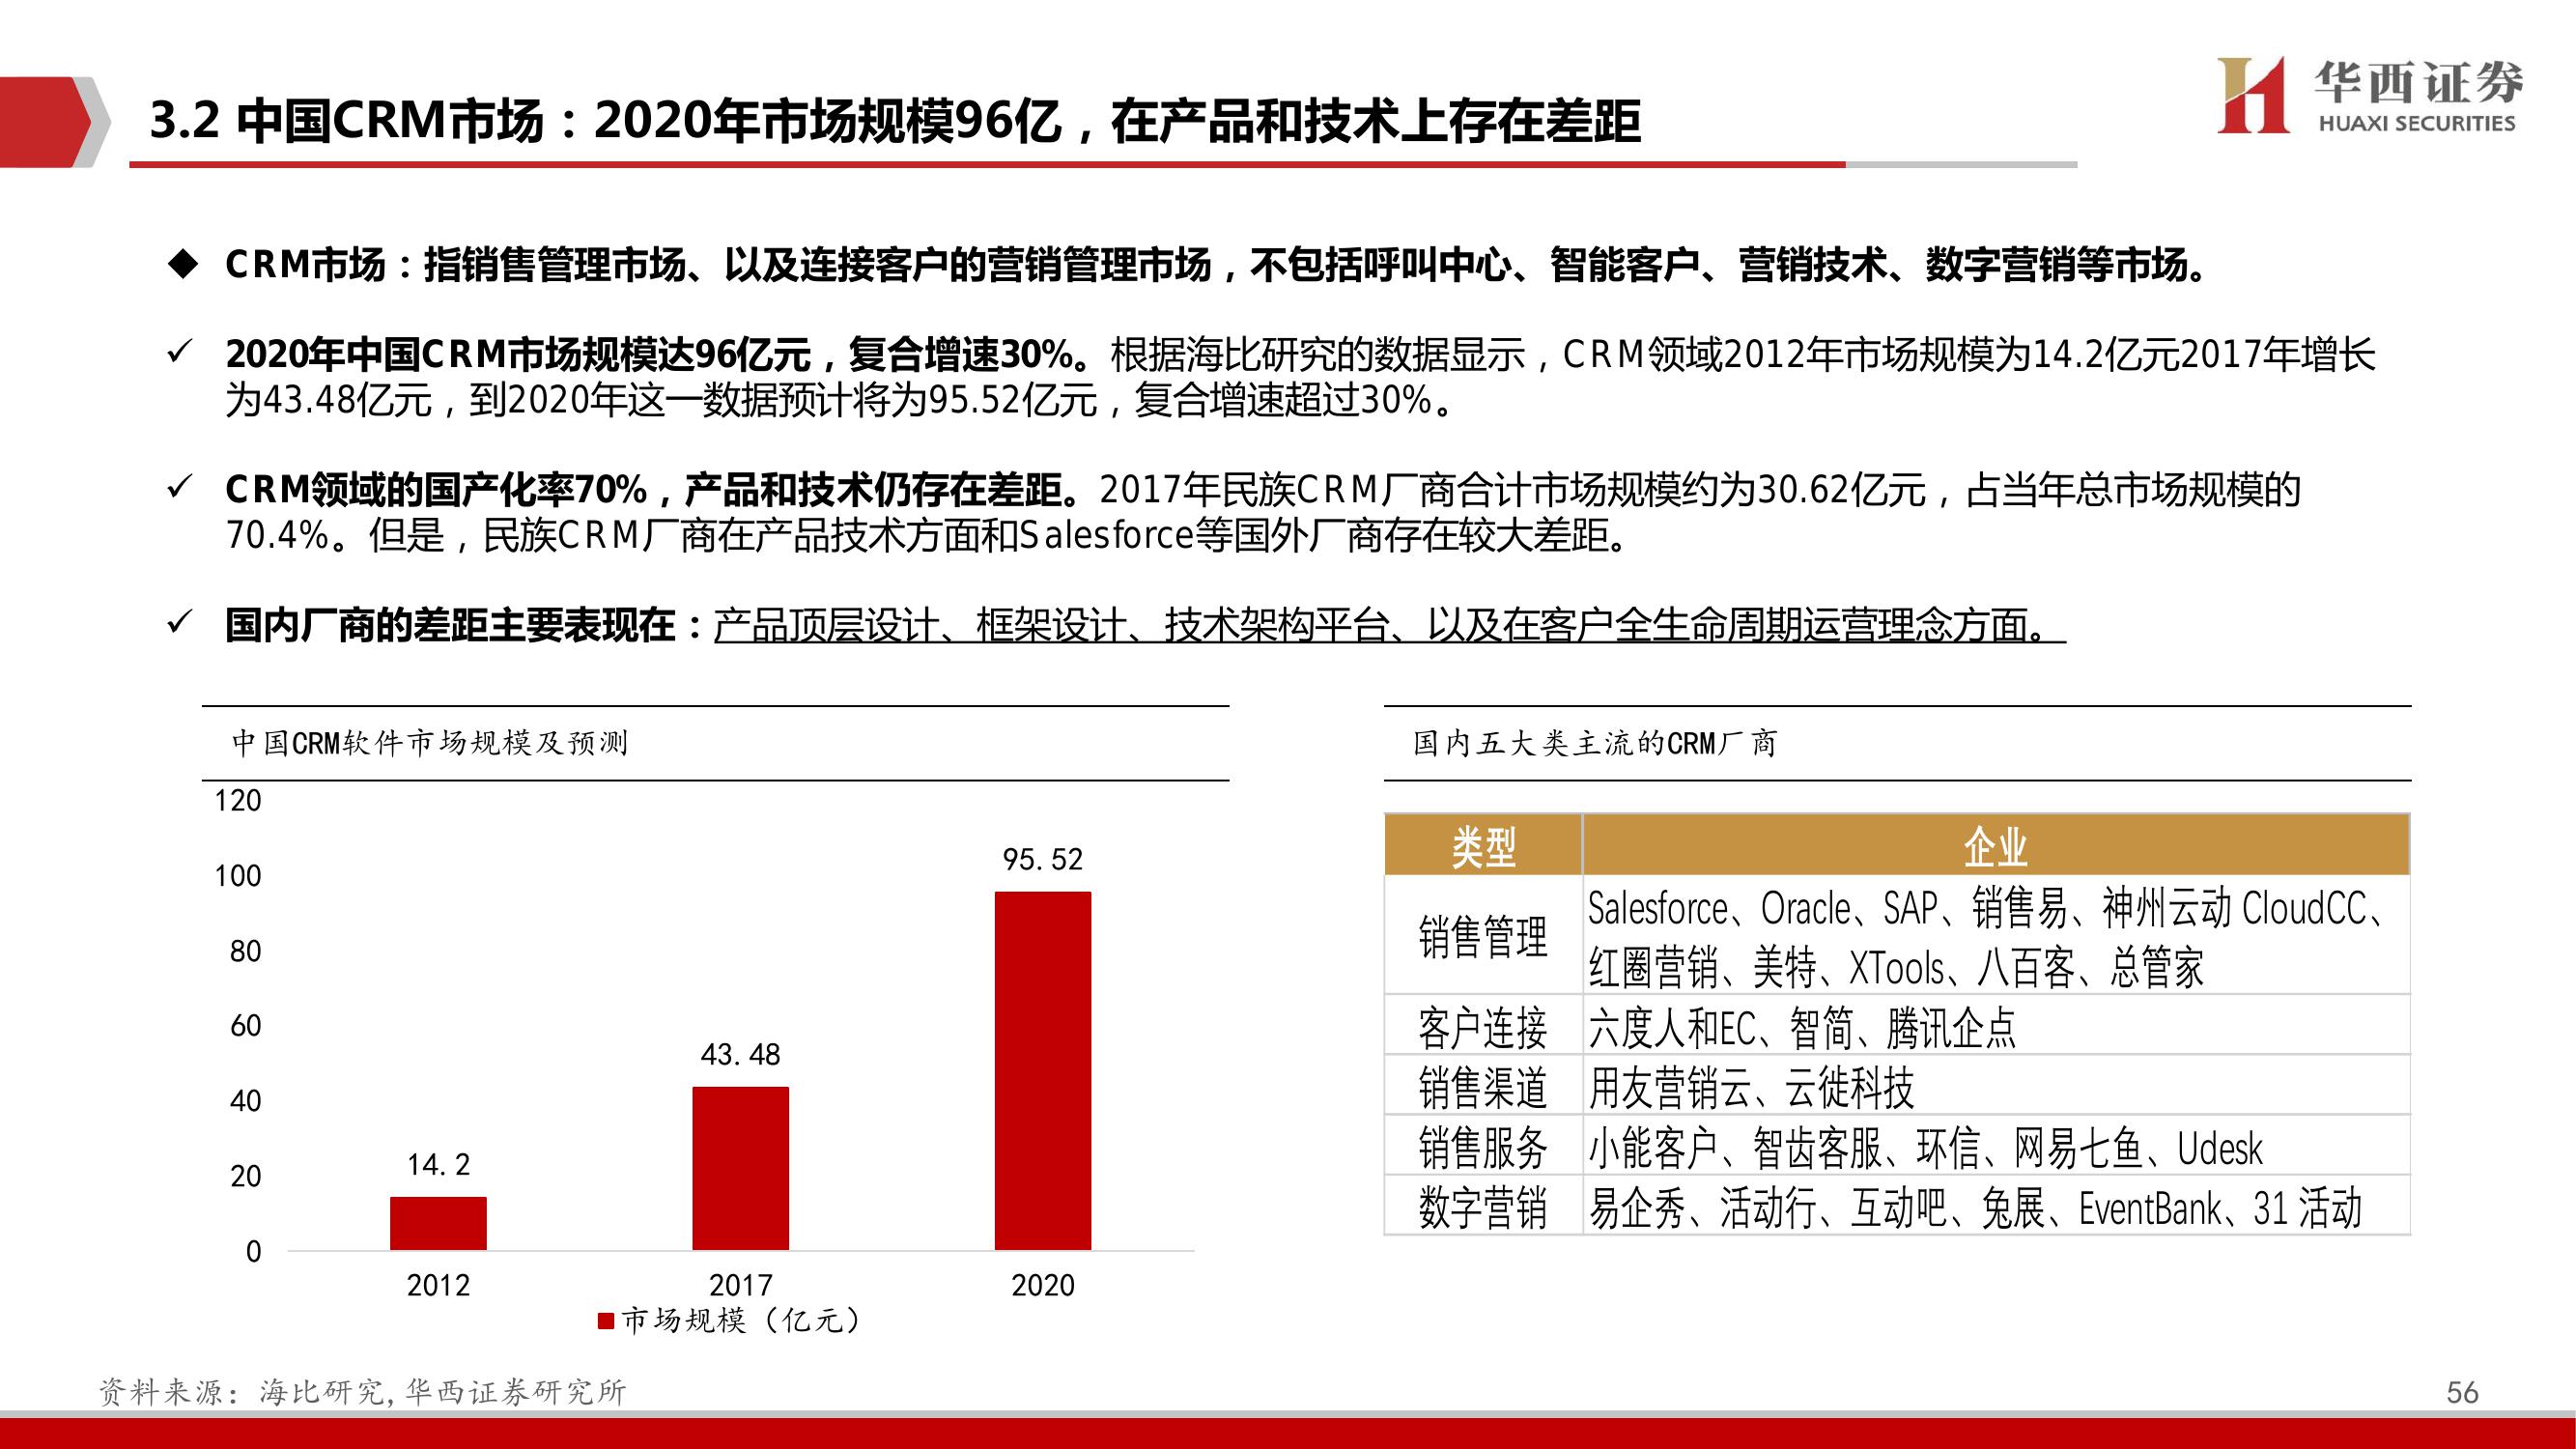 3.2 中国CRM市场：2020年市场规模96亿，在产品和技术上存在差距
华西证券
HUAXI SECURITIES
◆ CRM市场：指销售管理市场、以及连接客户的营销管理市场，不包括呼叫中心、智能客户、营销技术、数字营销等市场。
✓ 2020年中国CRM市场规模达96亿元，复合增速30%。根据海比研究的数据显示，CRM领域2012年市场规模为14.2亿元2017年增长
为43.48亿元，到2020年这一数据预计将为95.52亿元，复合增速超过30%。
✓ CRM领域的国产化率70%，产品和技术仍存在差距。2017年民族CRM厂商合计市场规模约为30.62亿元，占当年总市场规模的
70.4%。但是，民族CRM厂商在产品技术方面和Salesforce等国外厂商存在较大差距。
✓ 国内厂商的差距主要表现在：产品顶层设计、框架设计、技术架构平台、以及在客户全生命周期运营理念方面。
中国CRM软件市场规模及预测
120
100
80
60
40
20
0
14.2
43.48
95.52
2012
2017
2020
市场规模（亿元）
国内五大类主流的CRM厂商
类型 企业
销售管理 Salesforce、Oracle、SAP、销售易、神州云动 CloudCC、
红圈营销、美特、XTools、八百客、总管家
客户连接 六度人和EC、智简、腾讯企点
销售渠道 用友营销云、云徙科技
销售服务 小能客户、智齿客服、环信、网易七鱼、Udesk
数字营销 易企秀、活动行、互动吧、兔展、EventBank、31 活动
资料来源：海比研究,华西证券研究所
56